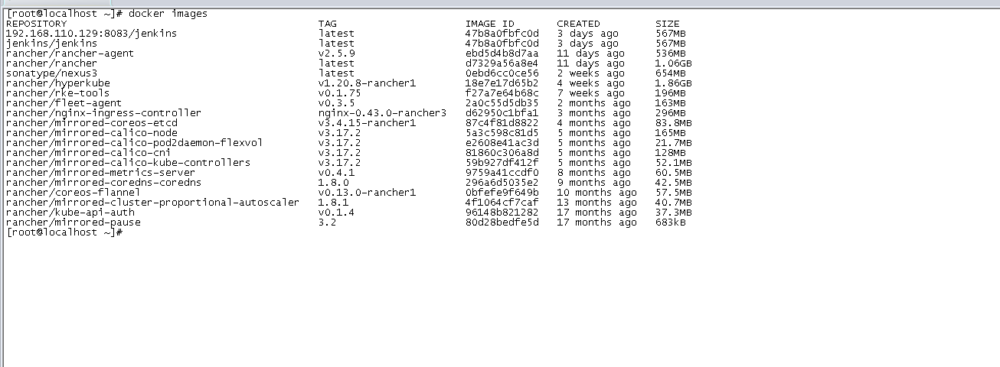 [root@localhost ~]# docker images
REPOSITORY TAG IMAGE ID CREATED SIZE
192.168.110.129:8083/jenkins latest 47b8a0fbfc0d 3 days ago 567MB
jenkins/jenkins latest 47b8a0fbfc0d 3 days ago 567MB
rancher/rancher-agent v2.5.9 ebd5d4b8d7aa 11 days ago 536MB
rancher/rancher latest d7329a56a8e4 11 days ago 1.06GB
sonatype/nexus3 latest 0ebd6cc0ce56 2 weeks ago 654MB
rancher/hyperkube v1.20.8-rancher1 18e7e17d65b2 4 weeks ago 1.86GB
rancher/rke-tools v0.1.75 f27a7e64b68c 7 weeks ago 196MB
rancher/fleet-agent v0.3.5 2a0c55d5db35 2 months ago 163MB
rancher/nginx-ingress-controller nginx-0.43.0-rancher3 d62950c1bfa1 3 months ago 296MB
rancher/mirrored-coreos-etcd v3.4.15-rancher1 87c4f81d8822 4 months ago 83.8MB
rancher/mirrored-calico-node v3.17.2 5a3c598c81d5 5 months ago 165MB
rancher/mirrored-calico-pod2daemon-flexvol v3.17.2 e2608e41ac3d 5 months ago 21.7MB
rancher/mirrored-calico-cni v3.17.2 81860c306a8d 5 months ago 128MB
rancher/mirrored-calico-kube-controllers v3.17.2 59b927df412f 5 months ago 52.1MB
rancher/mirrored-metrics-server v0.4.1 9759a41ccdf0 8 months ago 60.5MB
rancher/mirrored-coredns-coredns 1.8.0 296a6d5035e2 9 months ago 42.5MB
rancher/coreos-flannel v0.13.0-rancher1 0bfefe9f649b 10 months ago 57.5MB
rancher/mirrored-cluster-proportional-autoscaler 1.8.1 4f1064cf7caf 13 months ago 40.7MB
rancher/kube-api-auth v0.1.4 96148b821282 17 months ago 37.3MB
rancher/mirrored-pause 3.2 80d28bedfe5d 17 months ago 683kB
[root@localhost ~]#